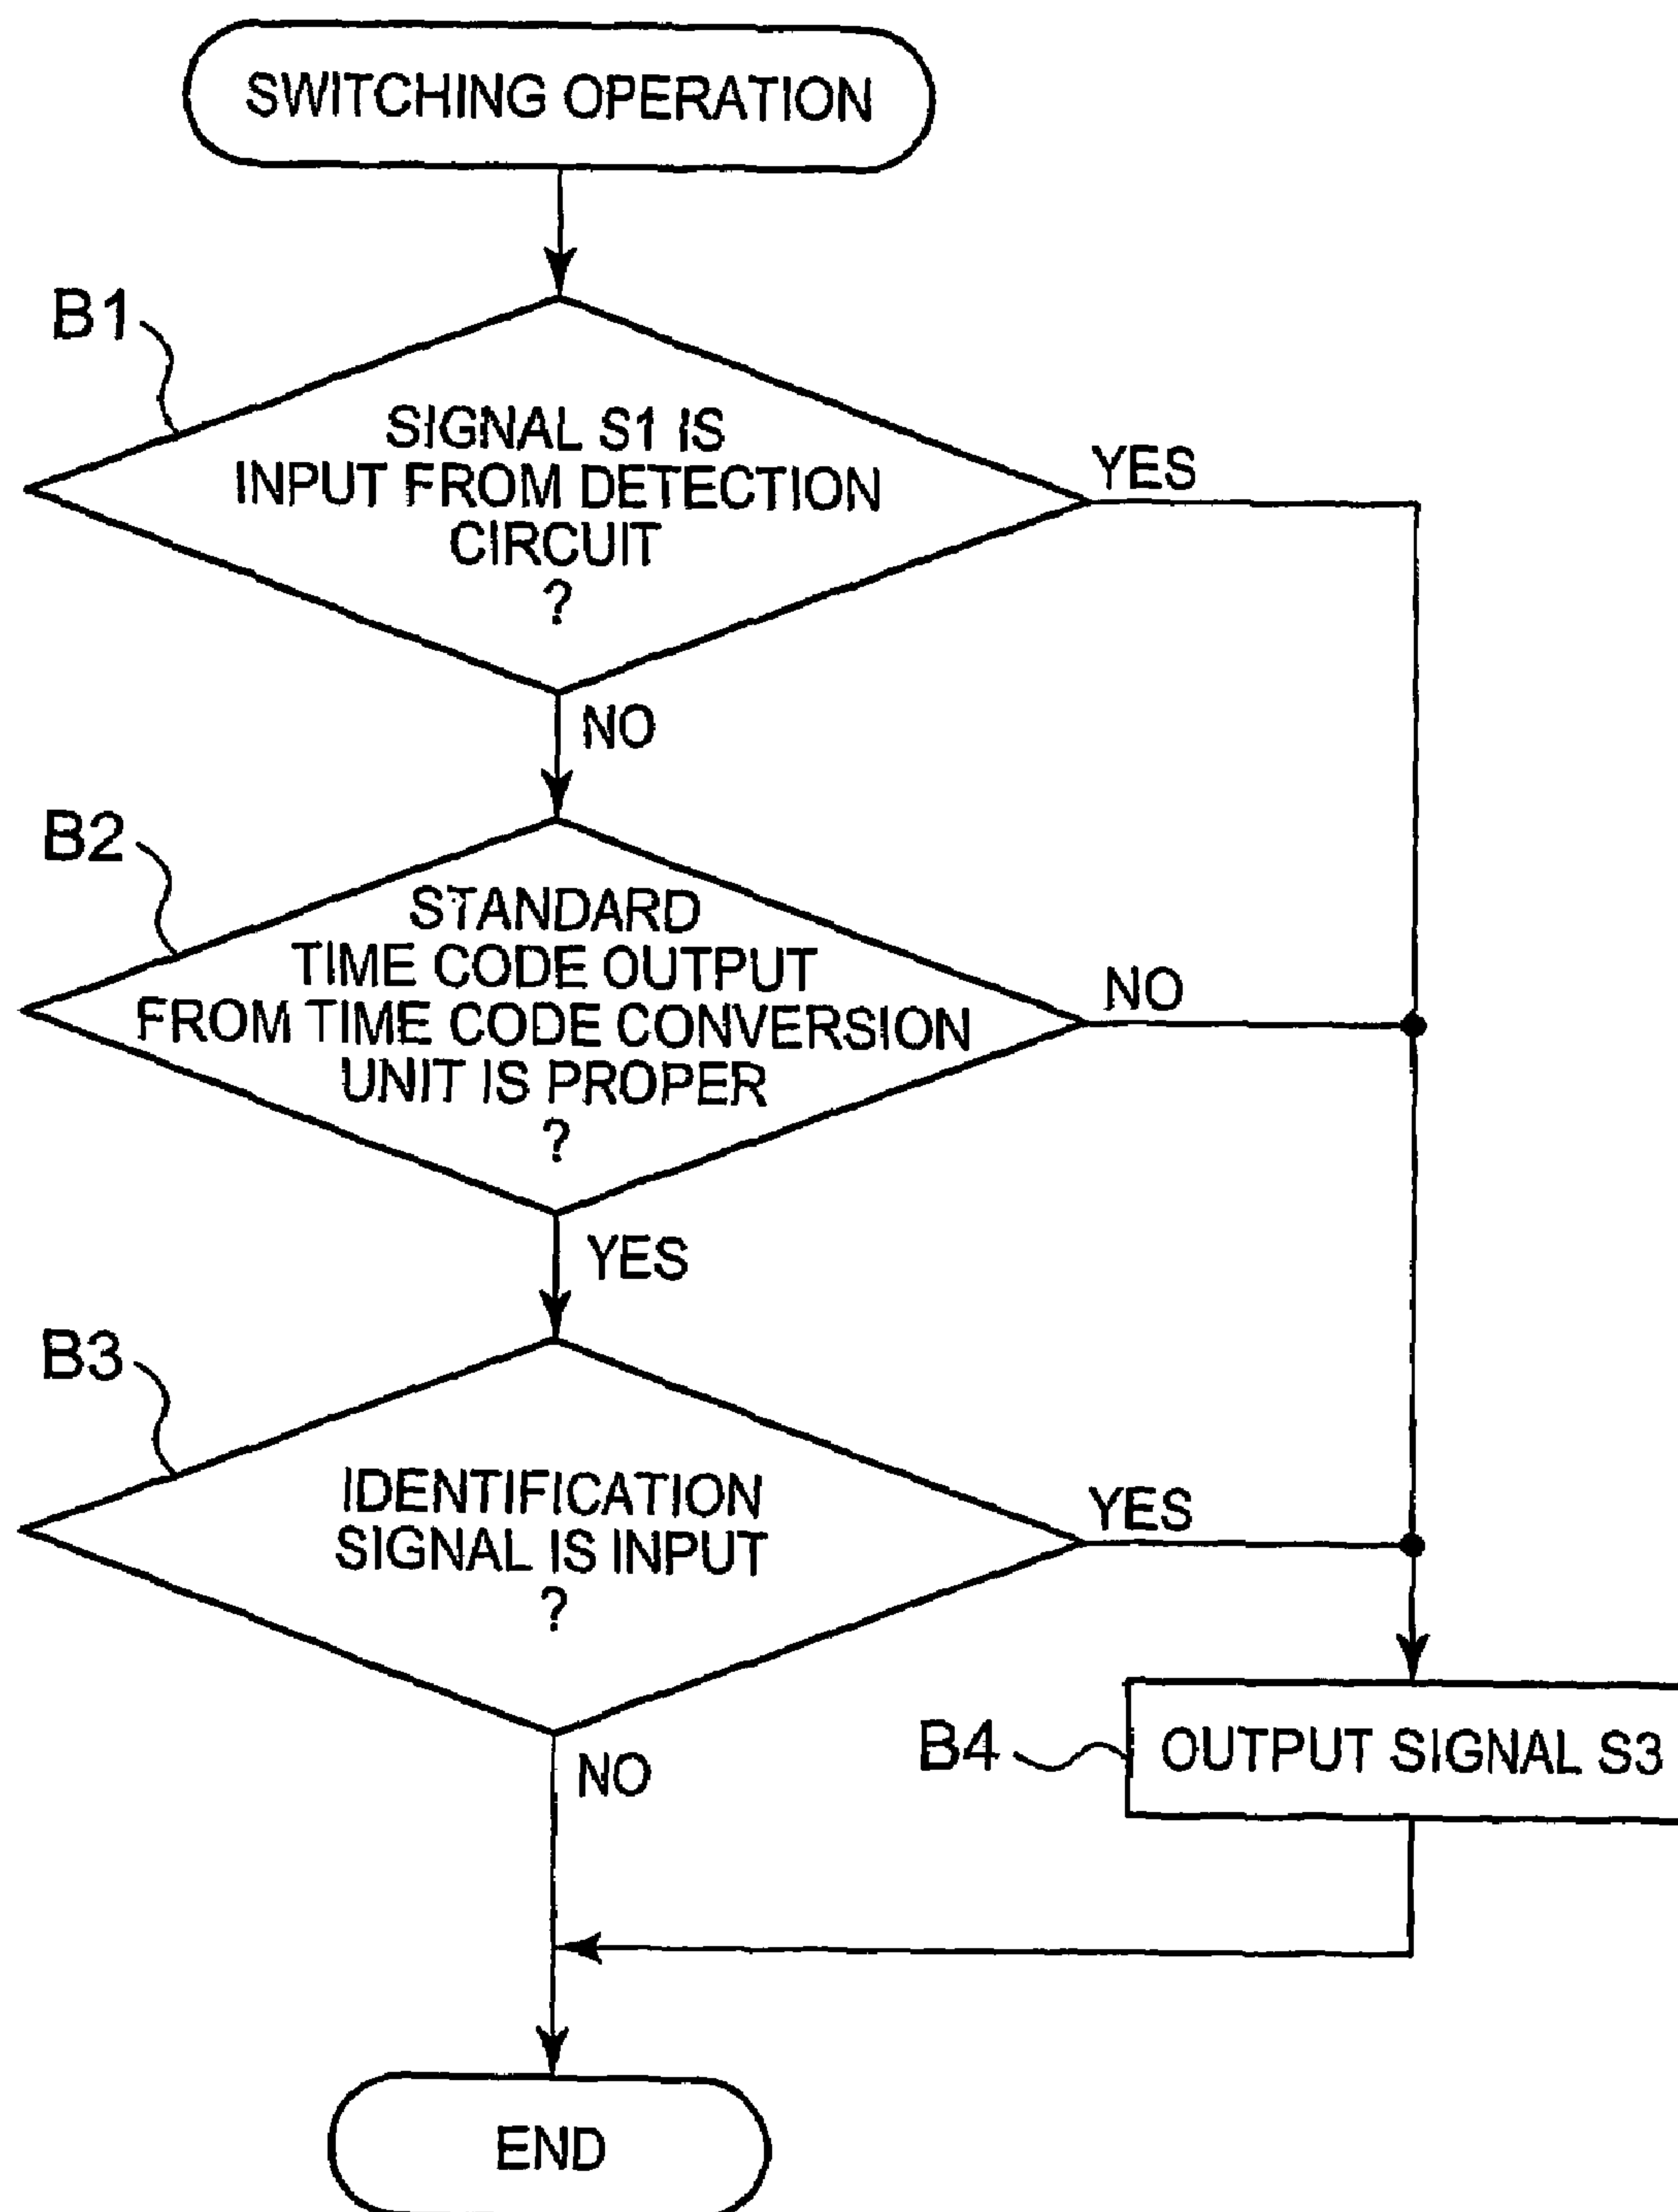 SWITCHING OPERATION
B1
SIGNAL S1 IS
INPUT FROM DETECTION
CIRCUIT
?
YES
NO
B2
STANDARD
TIME CODE OUTPUT
FROM TIME CODE CONVERSION
UNIT IS PROPER
?
NO
YES
B3
IDENTIFICATION
SIGNAL IS INPUT
?
YES
NO
B4
OUTPUT SIGNAL S3
END